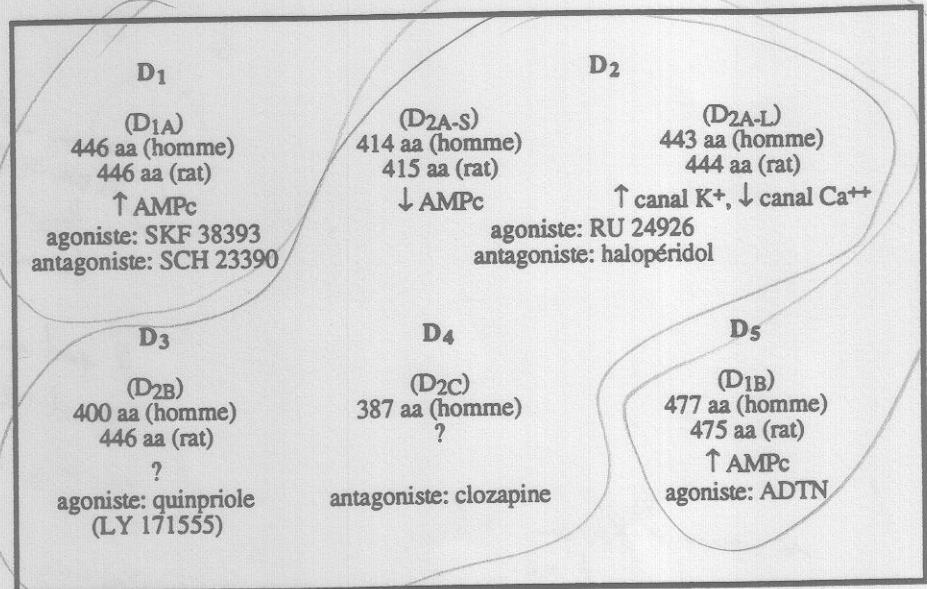 D1
(D1A)
446 aa (homme)
446 aa (rat)
↑ AMPc
agoniste: SKF 38393
antagoniste: SCH 23390
D2
(D2A-S)
414 aa (homme)
415 aa (rat)
↓ AMPc
(D2A-L)
443 aa (homme)
444 aa (rat)
↑ canal K+, ↓ canal Ca++
agoniste: RU 24926
antagoniste: halopéridol
D3
(D2B)
400 aa (homme)
446 aa (rat)
?
agoniste: quinpriole
(LY 171555)
D4
(D2C)
387 aa (homme)
?
antagoniste: clozapine
D5
(D1B)
477 aa (homme)
475 aa (rat)
↑ AMPc
agoniste: ADTN